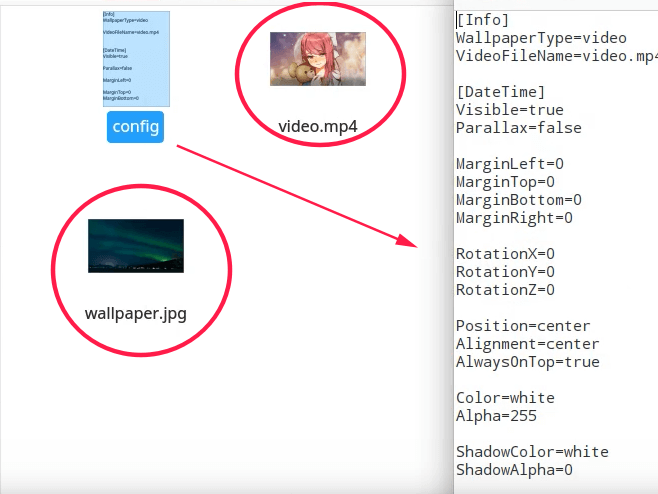 [Info]
WallpaperType=video
VideoFileName=video.mp4
[DateTime]
Visible=true
Parallax=false
MarginLeft=0
MarginTop=0
MarginBottom=0
config
video.mp4
wallpaper.jpg
[Info]
WallpaperType=video
VideoFileName=video.mp4
[DateTime]
Visible=true
Parallax=false
MarginLeft=0
MarginTop=0
MarginBottom=0
MarginRight=0
RotationX=0
RotationY=0
RotationZ=0
Position=center
Alignment=center
AlwaysOnTop=true
Color=white
Alpha=255
ShadowColor=white
ShadowAlpha=0